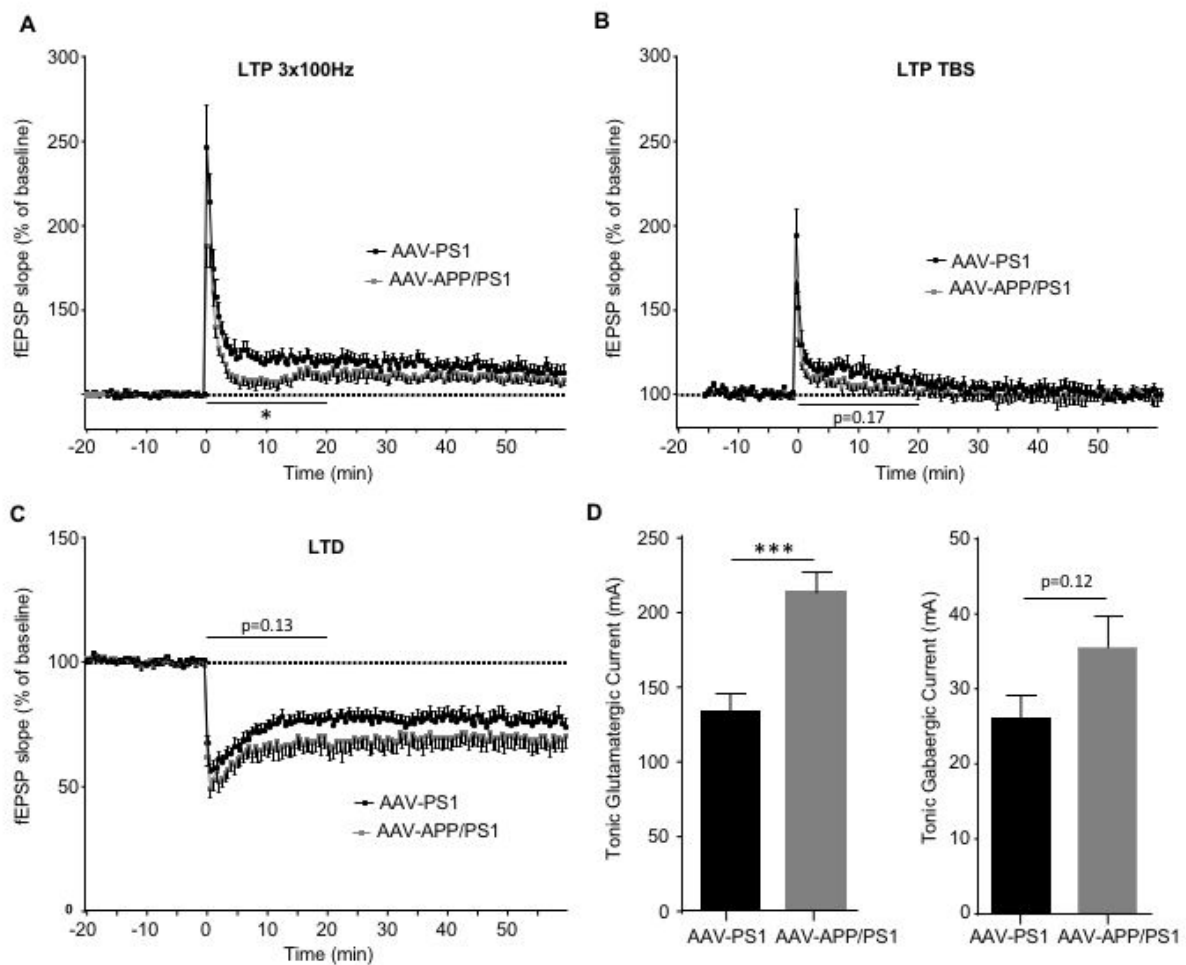 A
LTP 3x100Hz
fEPSP slope (% of baseline)
300
250
200
150
AAV-PS1
AAV-APP/PS1
*
-20 -10 0 10 20 30 40 50
Time (min)
B
LTP TBS
fEPSP slope (% of baseline)
300
250
200
150
100
AAV-PS1
AAV-APP/PS1
p=0.17
-20 -10 0 10 20 30 40 50
Time (min)
C
LTD
fEPSP slope (% of baseline)
150
100
50
0
p=0.13
AAV-PS1
AAV-APP/PS1
-20 -10 0 10 20 30 40 50
Time (min)
D
Tonic Glutamatergic Current (mA)
250
200
150
100
50
0
***
AAV-PS1 AAV-APP/PS1
Tonic Gabaergic Current (mA)
50
40
30
20
10
0
p=0.12
AAV-PS1 AAV-APP/PS1